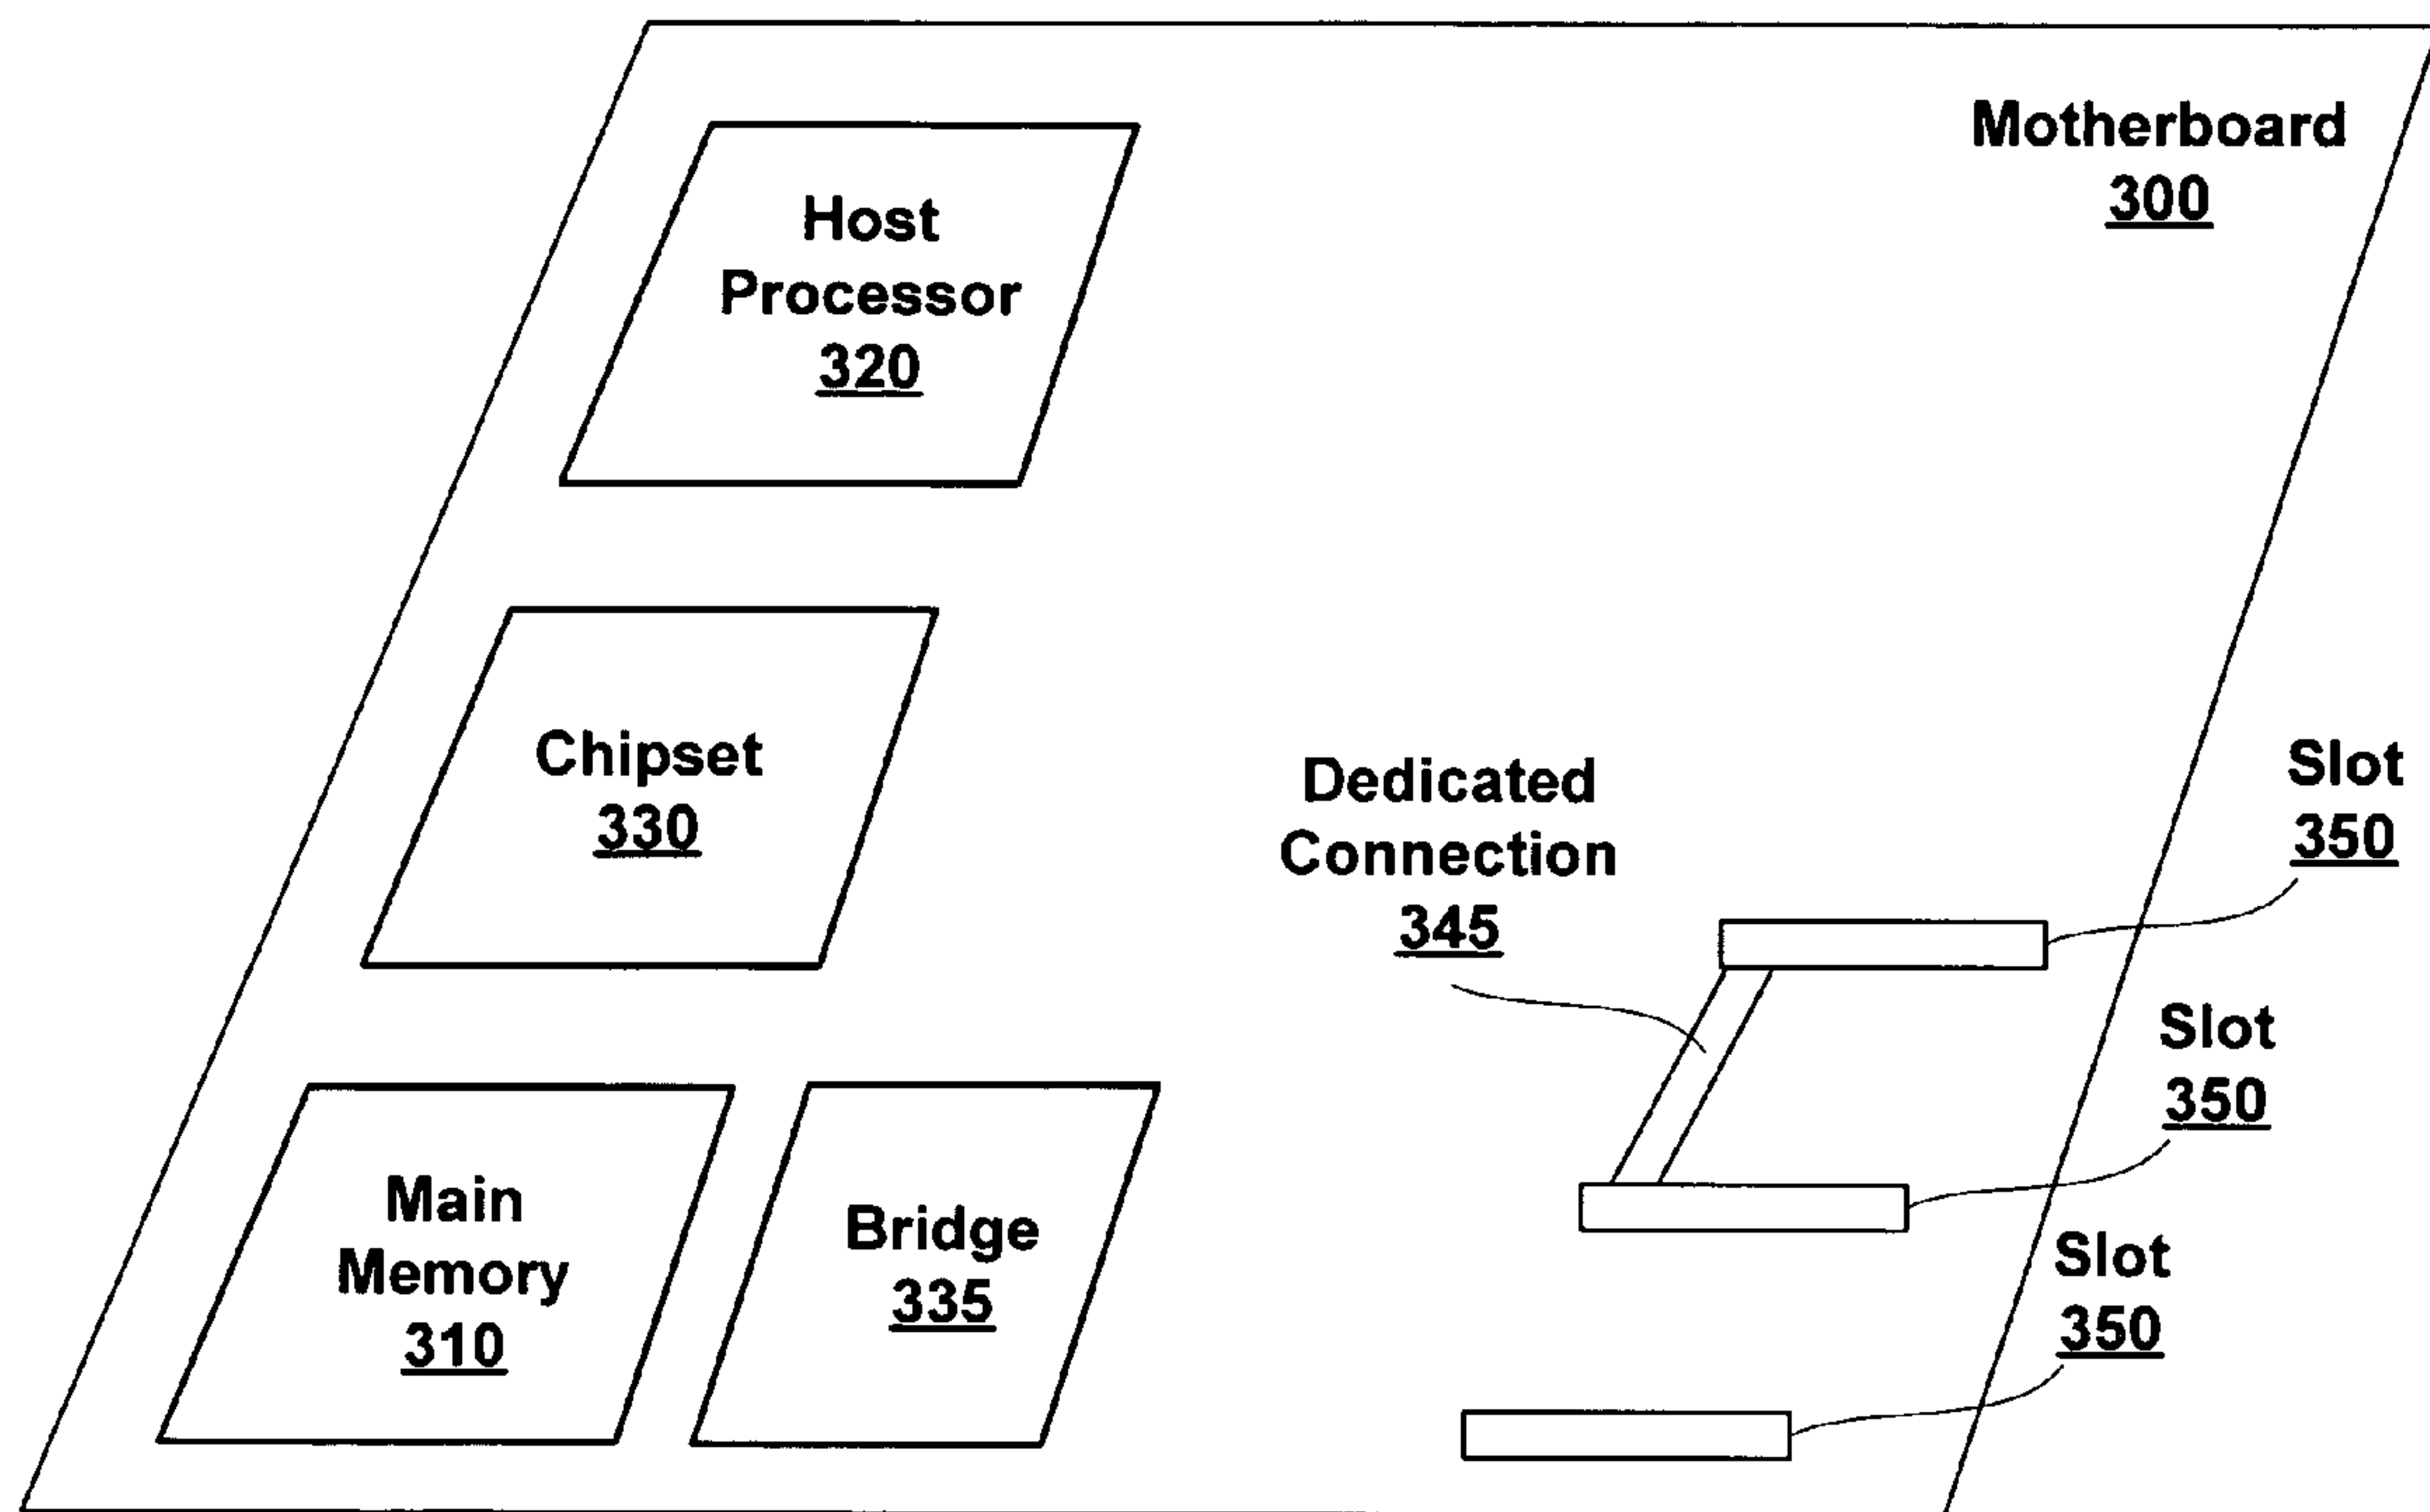 Motherboard
300
Host
Processor
320
Chipset
330
Dedicated
Connection
345
Slot
350
Slot
350
Main
Memory
310
Bridge
335
Slot
350